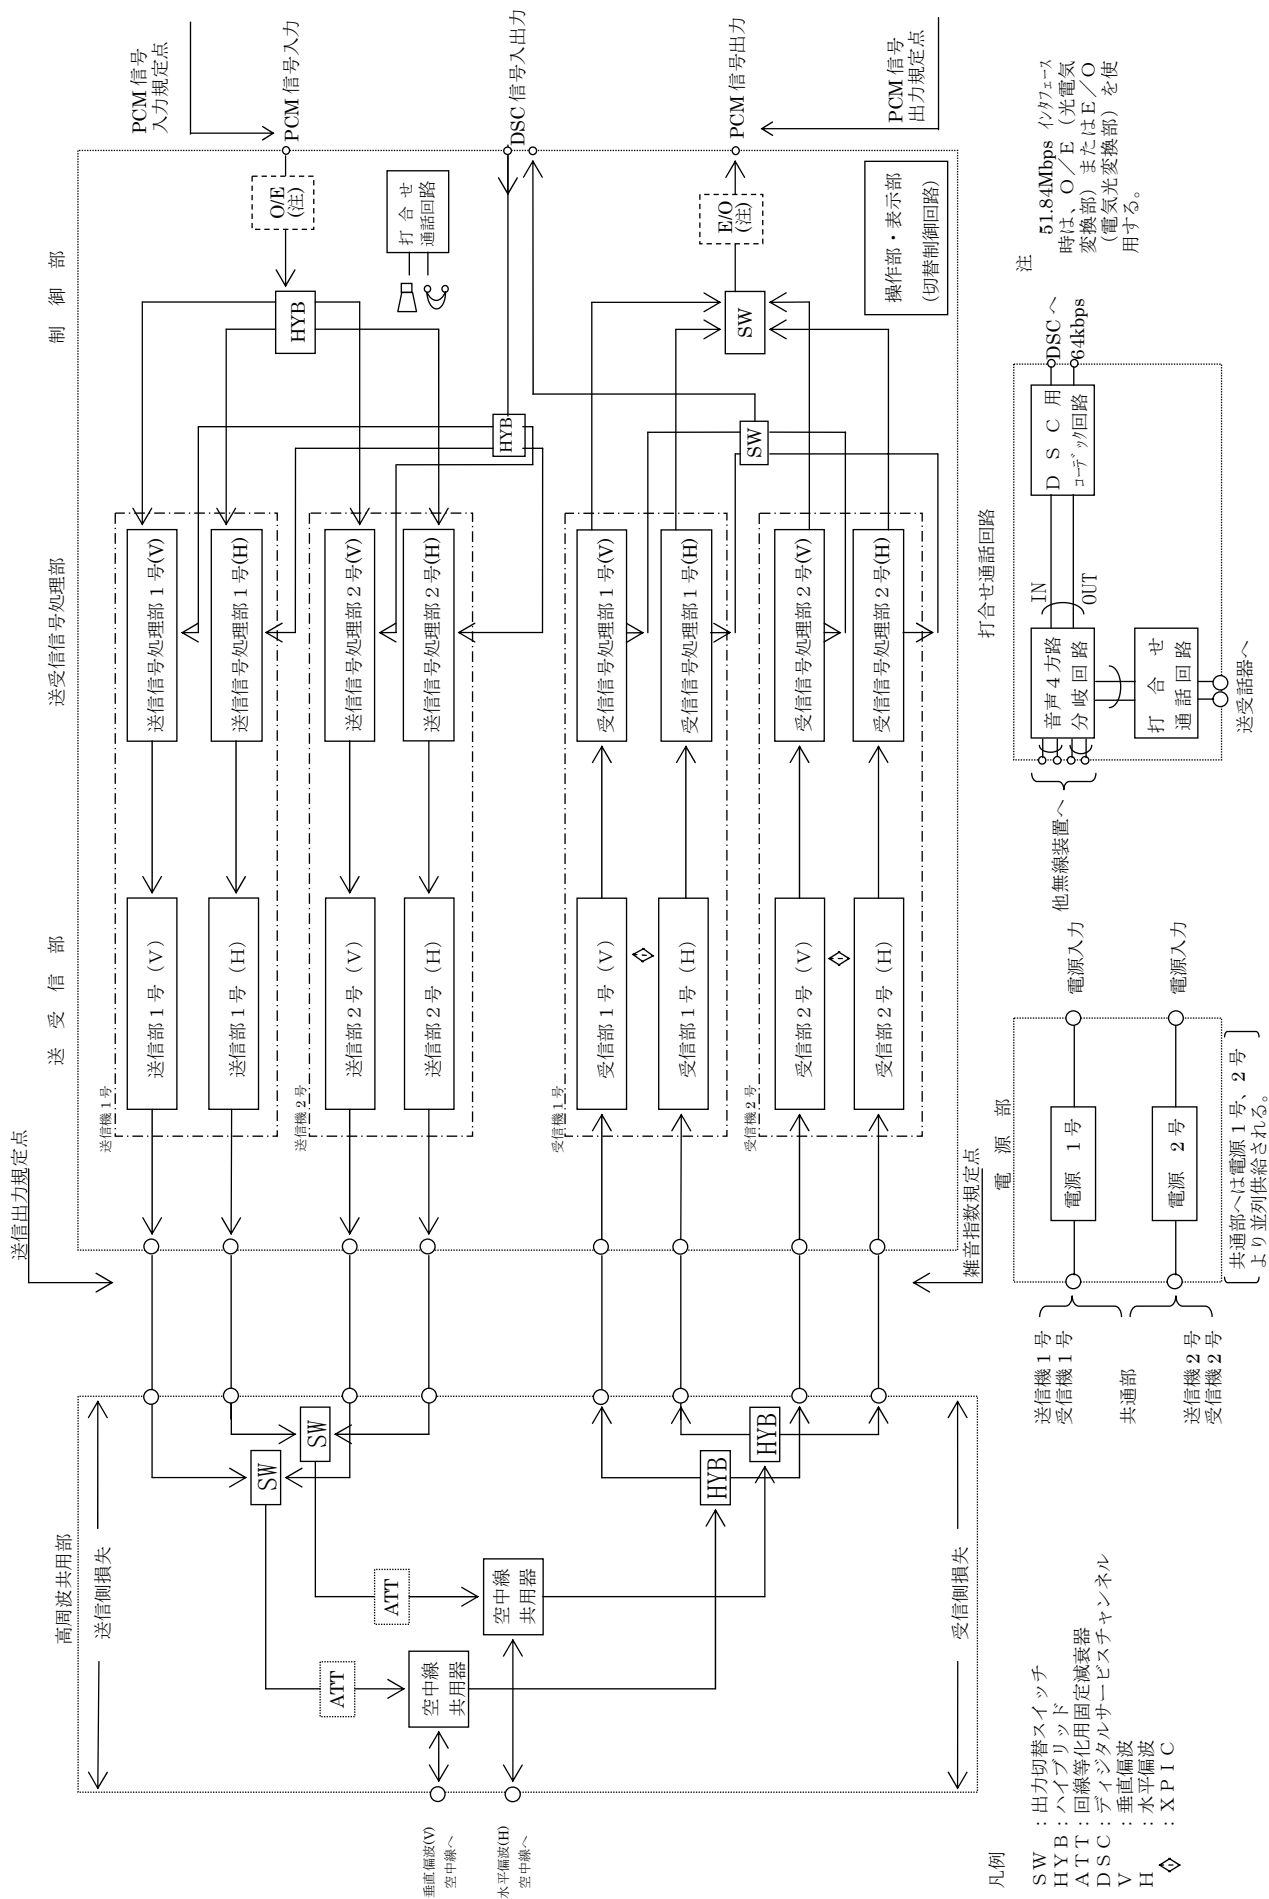 高周波共用部
送信側損失
受信側損失
垂直偏波(V)
空中線へ
水平偏波(H)
空中線へ
ATT
ATT
空中線
共用器
空中線
共用器
SW
SW
HYB
HYB
送信出力規定点
雑音指数規定点
送 受 信 部
送受信信号処理部
制 御 部
送信機 1 号
送信部1号(V)
送信信号処理部1号(V)
送信部1号(H)
送信信号処理部1号(H)
送信機 2 号
送信部2号(V)
送信信号処理部2号(V)
送信部2号(H)
送信信号処理部2号(H)
受信機 1 号
受信部1号(V)
受信信号処理部1号(V)
受信部1号(H)
受信信号処理部1号(H)
受信機 2 号
受信部2号(V)
受信信号処理部2号(V)
受信部2号(H)
受信信号処理部2号(H)
HYB
HYB
SW
SW
O/E
(注)
打 合 せ
通話回路
E/O
(注)
操作部・表示部
(切替制御回路)
PCM 信号
入力規定点
PCM 信号入力
DSC 信号入出力
PCM 信号出力
PCM 信号
出力規定点
凡例
SW :出力切替スイッチ
HYB:ハイブリッド
ATT:回線等化用固定減衰器
DSC:ディジタルサービスチャンネル
V :垂直偏波
H :水平偏波
:XPIC
電 源 部
送信機1号
受信機1号
共通部
送信機2号
受信機2号
電源 1号
電源 2号
電源入力
電源入力
共通部へは電源1号、2号
より並列供給される。
打合せ通話回路
他無線装置へ
音声4方路
分岐回路
打 合 せ
通話回路
IN
OUT
DSC用
コーデック回路
DSCへ
64kbps
送受話器へ
注
51.84Mbps インタフェース
時は、O/E(光電気
変換部)またはE/O
(電気光変換部)を使
用する。